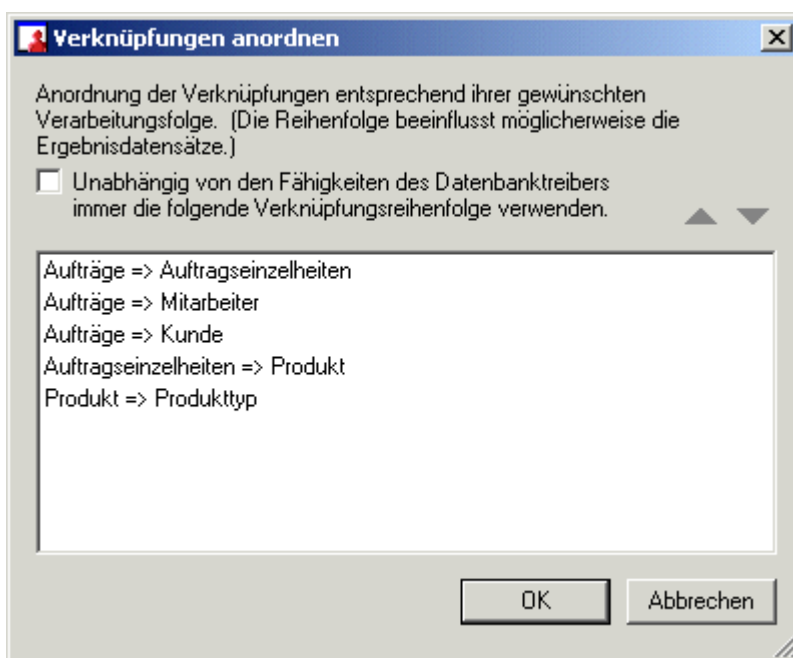 Verknüpfungen anordnen
Anordnung der Verknüpfungen entsprechend ihrer gewünschten
Verarbeitungsfolge. (Die Reihenfolge beeinflusst möglicherweise die
Ergebnisdatensätze.)
Unabhängig von den Fähigkeiten des Datenbanktreibers
immer die folgende Verknüpfungsreihenfolge verwenden.
Aufträge => Auftragseinzelheiten
Aufträge => Mitarbeiter
Aufträge => Kunde
Auftragseinzelheiten => Produkt
Produkt => Produkttyp
OK
Abbrechen